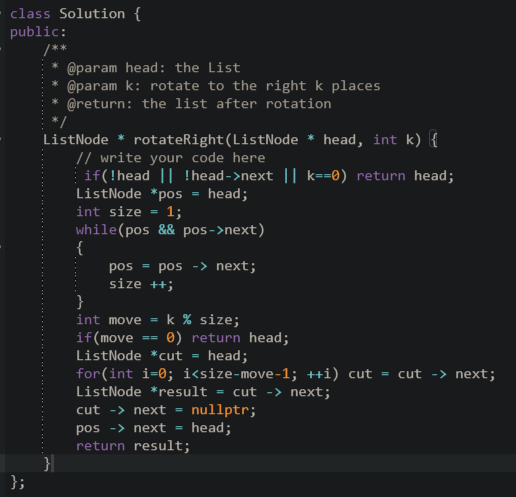 class Solution {
public:
    /**
     * @param head: the List
     * @param k: rotate to the right k places
     * @return: the list after rotation
     */
    ListNode * rotateRight(ListNode * head, int k) {
        // write your code here
         if(!head || !head->next || k==0) return head;
        ListNode *pos = head;
        int size = 1;
        while(pos && pos->next)
        {
            pos = pos -> next;
            size ++;
        }
        int move = k % size;
        if(move == 0) return head;
        ListNode *cut = head;
        for(int i=0; i<size-move-1; ++i) cut = cut -> next;
        ListNode *result = cut -> next;
        cut -> next = nullptr;
        pos -> next = head;
        return result;
    }
};